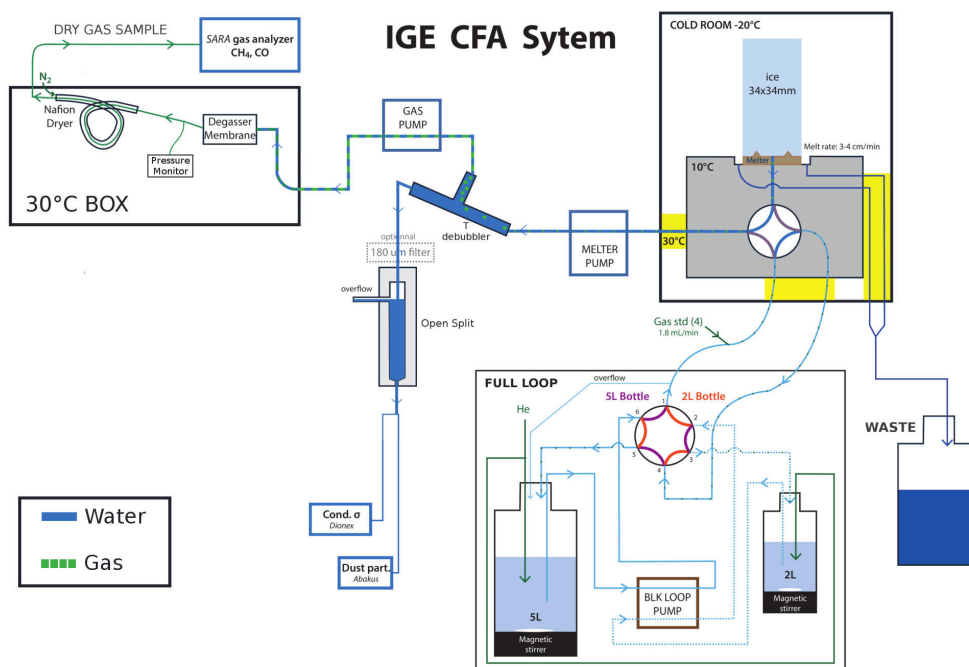 IGE CFA Sytem
DRY GAS SAMPLE
SARA gas analyzer
CH4, CO
N2
Nafion
Dryer
Degasser
Membrane
Pressure
Monitor
30°C BOX
GAS
PUMP
T
debubbler
optionnal
180 um filter
overflow
Open Split
MELTER
PUMP
COLD ROOM -20°C
ice
34x34mm
Melt rate: 3-4 cm/min
Melter
10°C
30°C
Gas std (4)
1.8 mL/min
FULL LOOP
overflow
5L Bottle
2L Bottle
He
1
2
3
4
5
6
5L
Magnetic
stirrer
BLK LOOP
PUMP
2L
Magnetic
stirrer
WASTE
Cond. σ
Dionex
Dust part.
Abakus
Water
Gas